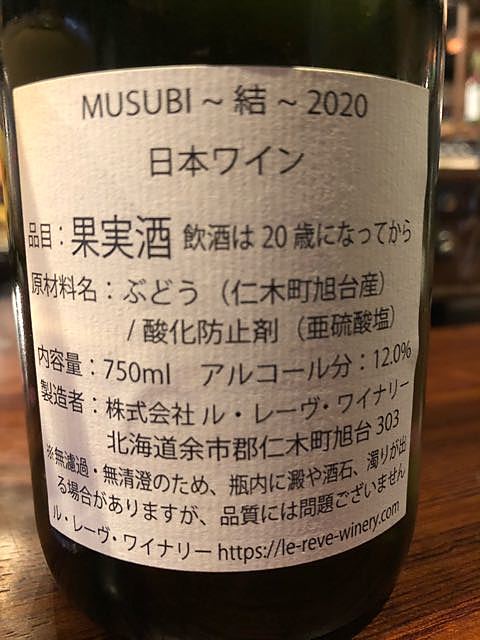 MUSUBI ~ 結 ~ 2020
日本ワイン
品目：果実酒 飲酒は20歳になってから
原材料名：ぶどう（仁木町旭台産）
/ 酸化防止剤（亜硫酸塩）
内容量：750ml アルコール分：12.0%
製造者：株式会社 ル・レーヴ・ワイナリー
北海道余市郡仁木町旭台 303
※無濾過・無清澄のため、瓶内に澱や酒石、濁りが出
る場合がありますが、品質には問題ございません
ル・レーヴ・ワイナリー https://le-reve-winery.com